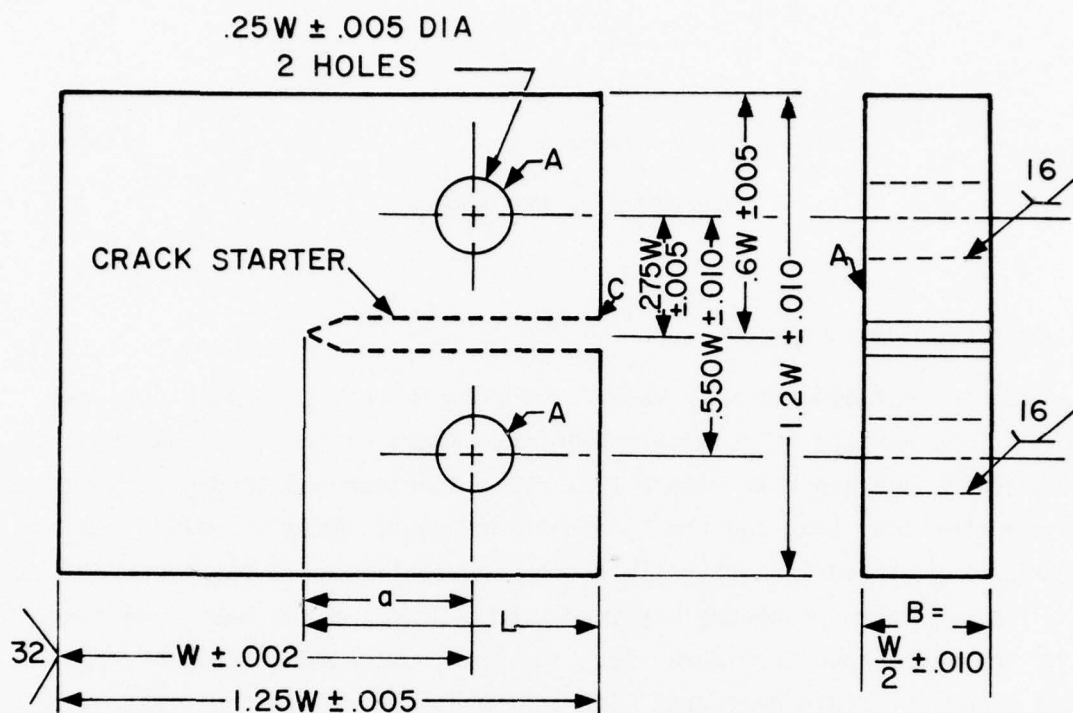 .25W ± .005 DIA
2 HOLES
A
CRACK STARTER
C
A
.275W
±.005
.550W ±.010
.6W ±.005
1.2W ±.010
16
A
16
a
L
W ± .002
1.25W ± .005
32
B =
W/2 ± .010